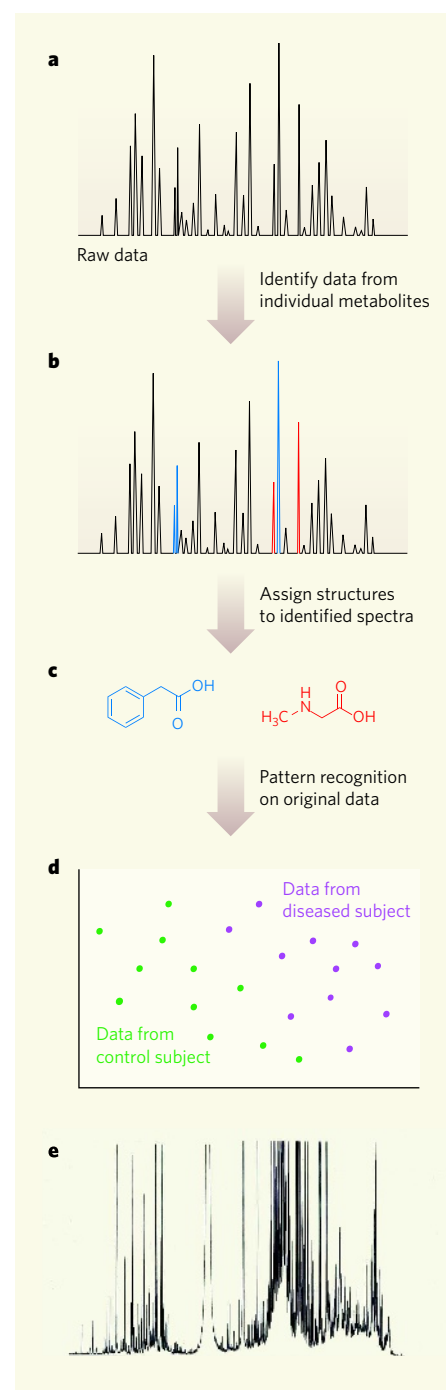 a
Raw data
Identify data from
individual metabolites
b
Assign structures
to identified spectra
c
OH
O
H
N
H₃C
O
OH
Pattern recognition
on original data
d
Data from
diseased subject
Data from
control subject
e